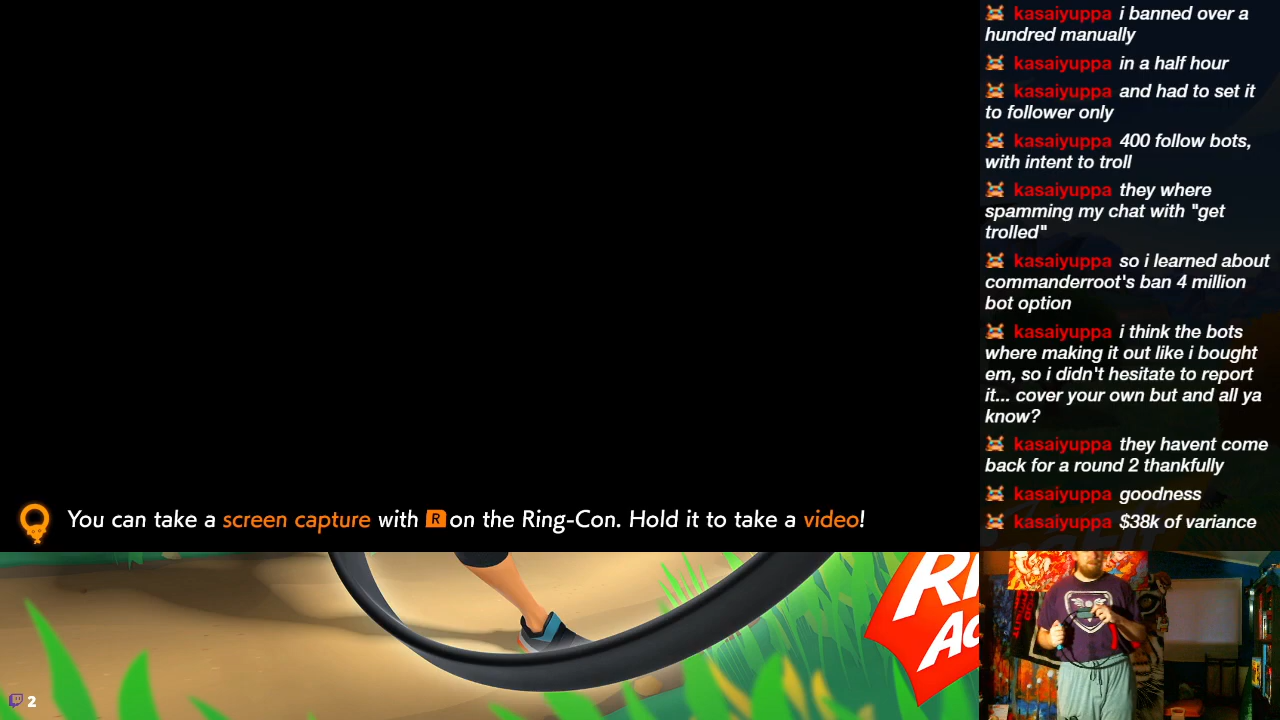 kasaiyuppa i banned over a
hundred manually
kasaiyuppa in a half hour
kasaiyuppa and had to set it
to follower only
kasaiyuppa 400 follow bots,
with intent to troll
kasaiyuppa they where
spamming my chat with "get
trolled"
kasaiyuppa so i learned about
commanderroot's ban 4 million
bot option
kasaiyuppa i think the bots
where making it out like i bought
em, so i didn't hesitate to report
it... cover your own but and all ya
know?
kasaiyuppa they havent come
back for a round 2 thankfully
kasaiyuppa goodness
kasaiyuppa $38k of variance
You can take a screen capture with R on the Ring-Con. Hold it to take a video!
2